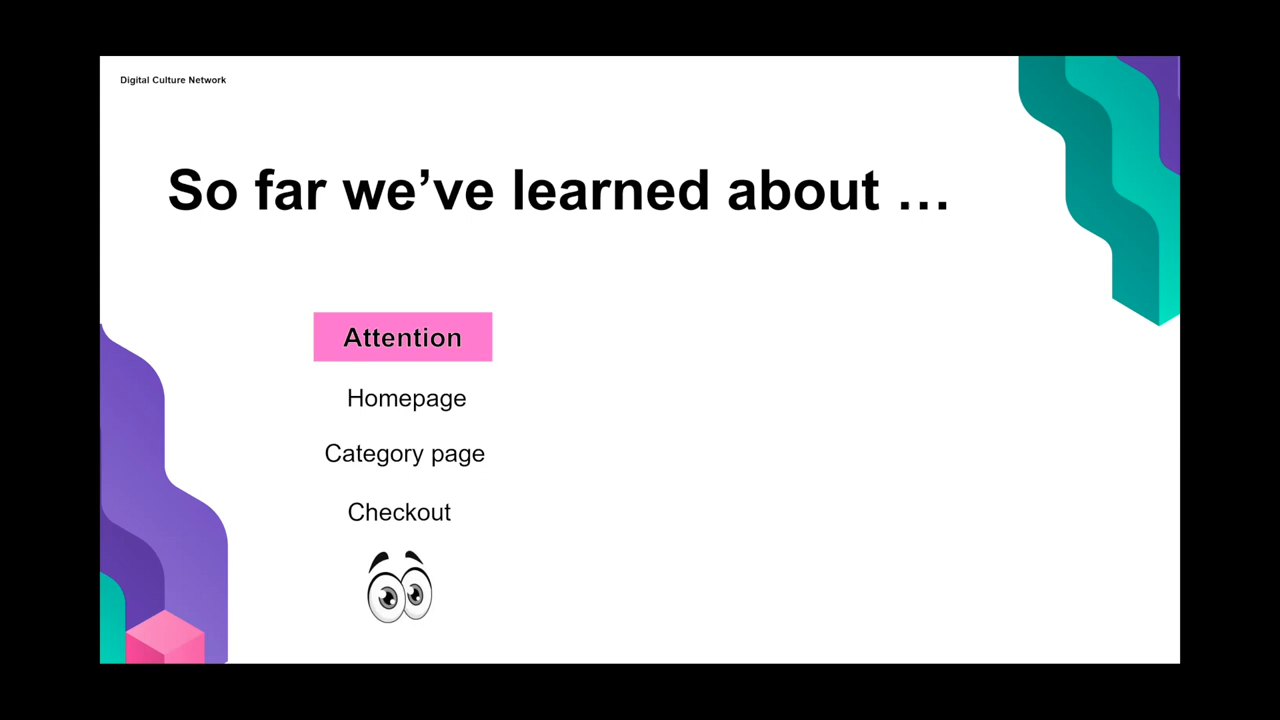 Digital Culture Network
So far we’ve learned about …
Attention
Homepage
Category page
Checkout